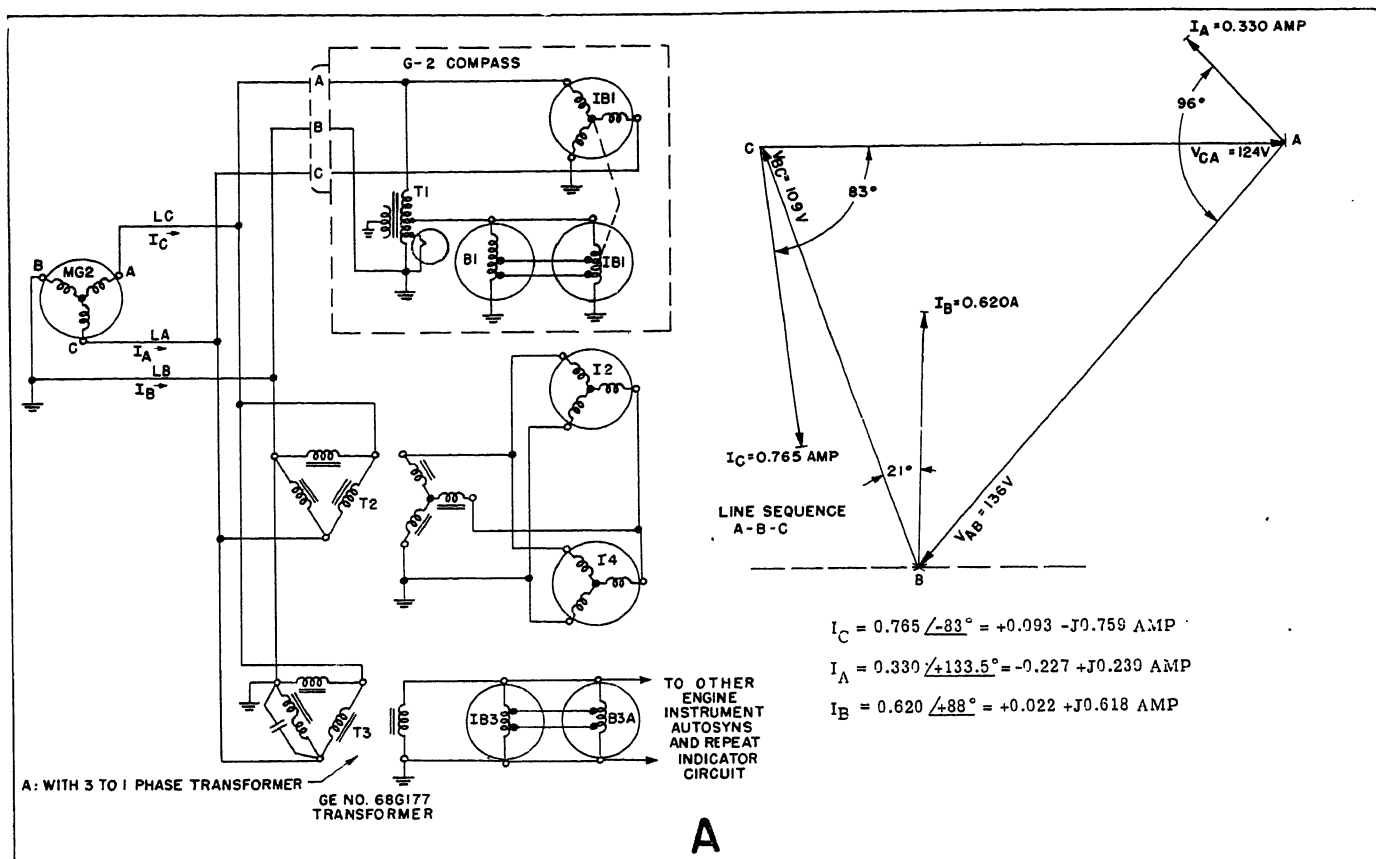 G-2 COMPASS
A
B
C
IB1
T1
B1
IB1
LC
I_C →
B
MG2
A
C
LA
I_A →
LB
I_B →
T2
I2
I4
T3
IB3
B3A
TO OTHER
ENGINE
INSTRUMENT
AUTOSYNS
AND REPEAT
INDICATOR
CIRCUIT
A: WITH 3 TO 1 PHASE TRANSFORMER
GE NO. 68G177
TRANSFORMER
I_A = 0.330 AMP
96°
C
A
V_CA = 124V
V_BC = 109V
83°
I_B = 0.620A
I_C = 0.765 AMP
21°
V_AB = 136V
LINE SEQUENCE
A-B-C
B
I_C = 0.765 /-83° = +0.093 -J0.759 AMP
I_A = 0.330 /+133.5° = -0.227 +J0.239 AMP
I_B = 0.620 /+88° = +0.022 +J0.618 AMP
A